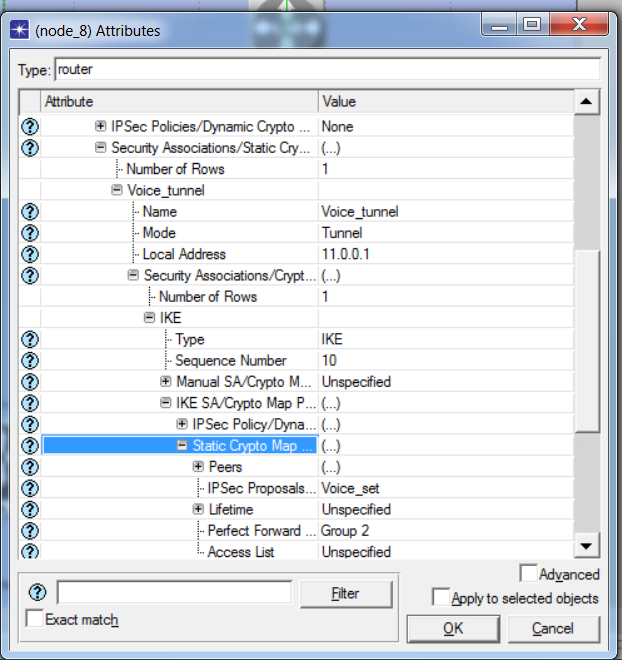 (node_8) Attributes
Type: router
Attribute Value
IPSec Policies/Dynamic Crypto ... None
Security Associations/Static Cry... (...)
Number of Rows 1
Voice_tunnel
Name Voice_tunnel
Mode Tunnel
Local Address 11.0.0.1
Security Associations/Crypt... (...)
Number of Rows 1
IKE
Type IKE
Sequence Number 10
Manual SA/Crypto M... Unspecified
IKE SA/Crypto Map P... (...)
IPSec Policy/Dyna... (...)
Static Crypto Map ... (...)
Peers (...)
IPSec Proposals... Voice_set
Lifetime Unspecified
Perfect Forward ... Group 2
Access List Unspecified
Advanced
Filter
Apply to selected objects
Exact match
OK Cancel